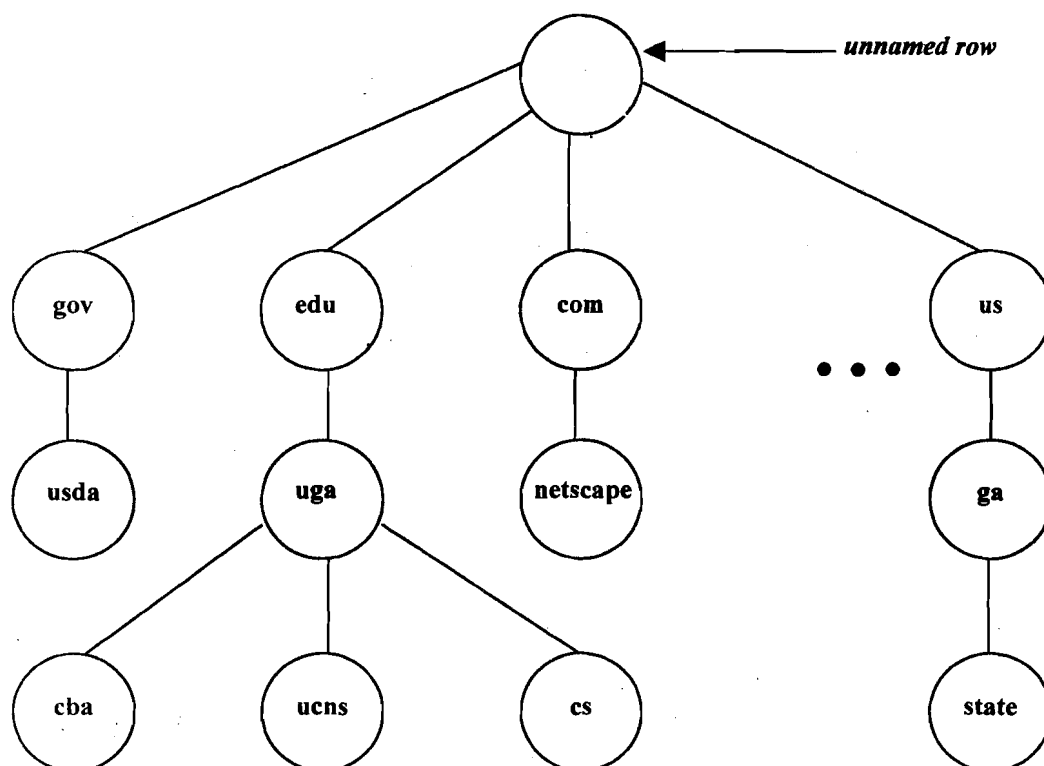 unnamed row
gov edu com us
usda uga netscape ga
cba ucns cs state